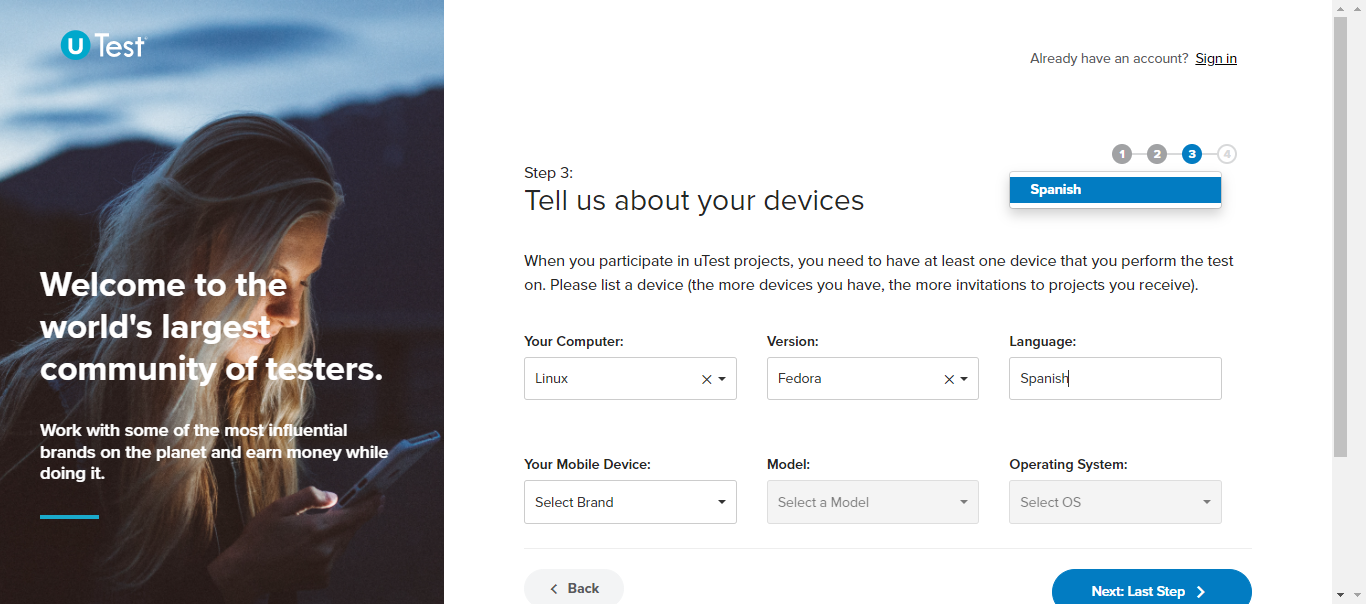 uTest
Welcome to the
world's largest
community of testers.
Work with some of the most influential
brands on the planet and earn money while
doing it.
Already have an account? Sign in
1 2 3 4
Step 3:
Tell us about your devices
Spanish
When you participate in uTest projects, you need to have at least one device that you perform the test
on. Please list a device (the more devices you have, the more invitations to projects you receive).
Your Computer: Version: Language:
Linux Fedora Spanish
Your Mobile Device: Model: Operating System:
Select Brand Select a Model Select OS
Back Next: Last Step